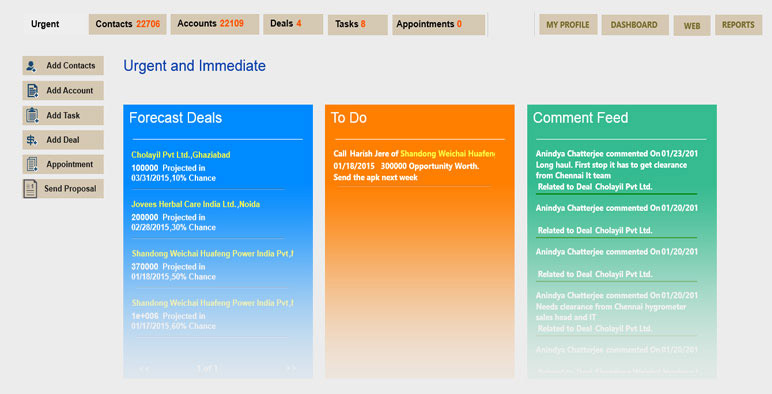 Urgent
Contacts 22706
Accounts 22109
Deals 4
Tasks 8
Appointments 0
MY PROFILE
DASHBOARD
WEB
REPORTS
Add Contacts
Add Account
Add Task
Add Deal
Appointment
Send Proposal
Urgent and Immediate
Forecast Deals
Cholayil Pvt Ltd.,Ghaziabad
100000 Projected in
03/31/2015,10% Chance
Jovees Herbal Care India Ltd.,Noida
200000 Projected in
02/28/2015,30% Chance
Shandong Weichai Huafeng Power India Pvt,
370000 Projected in
01/18/2015,50% Chance
Shandong Weichai Huafeng Power India Pvt,
1e+006 Projected in
01/17/2015,60% Chance
<< 1 of 1 >>
To Do
Call Harish Jere of Shandong Weichai Huafen
01/18/2015 300000 Opportunity Worth.
Send the apk next week
Comment Feed
Anindya Chatterjee commented On 01/23/201
Long haul. First stop it has to get clearance
from Chennai It team
Related to Deal Cholayil Pvt Ltd.
Anindya Chatterjee commented On 01/20/201
Related to Deal Cholayil Pvt Ltd.
Anindya Chatterjee commented On 01/20/201
Related to Deal Cholayil Pvt Ltd.
Anindya Chatterjee commented On 01/20/201
Needs clearance from Chennai hygrometer
sales head and IT
Related to Deal Cholayil Pvt Ltd.
Anindya Chatterjee commented On 01/20/201